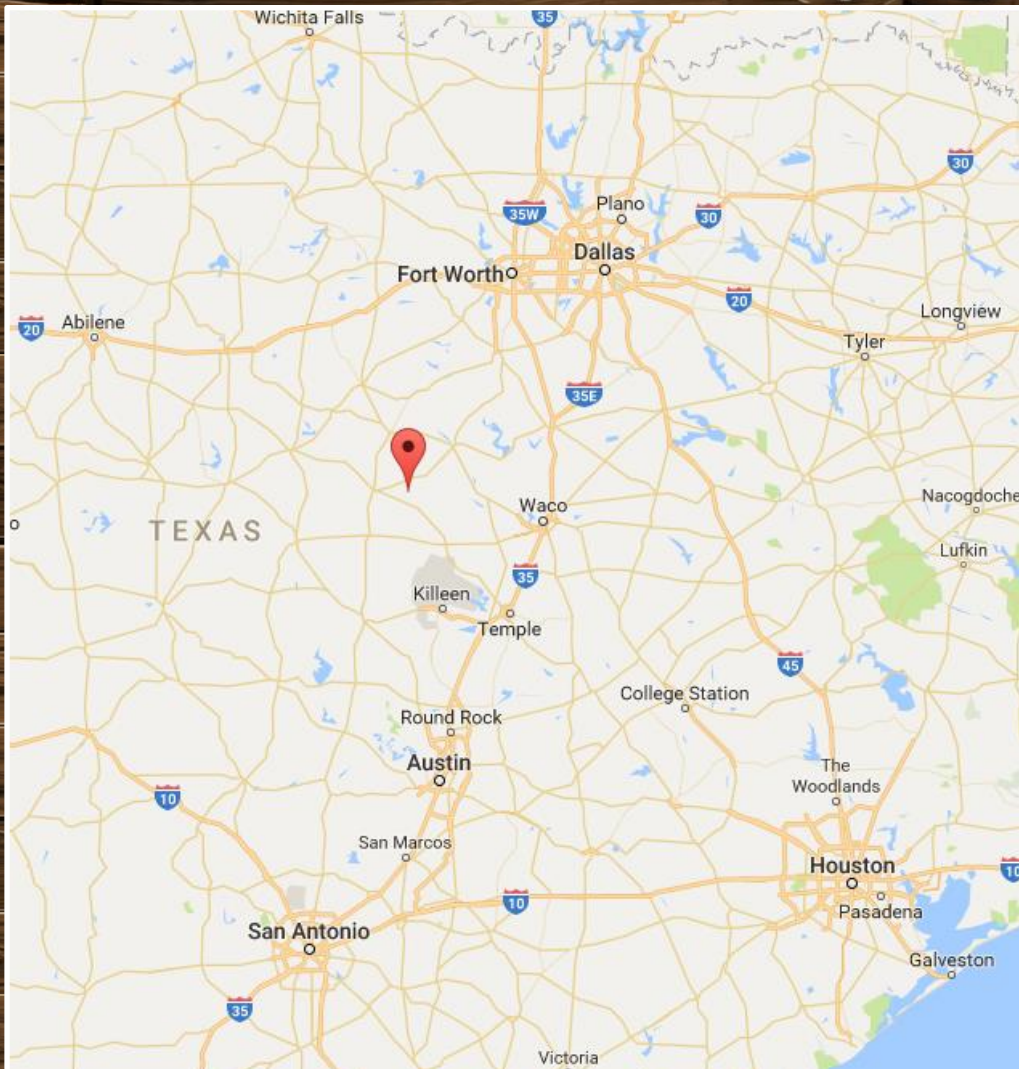 Wichita Falls
35
30
Plano
35W
30
Dallas
Fort Worth
20
Longview
20
Abilene
Tyler
35E
Nacogdoche
Waco
TEXAS
Lufkin
35
Killeen
Temple
45
College Station
Round Rock
Austin
The
Woodlands
10
San Marcos
Houston
10
10
Pasadena
San Antonio
Galveston
35
Victoria